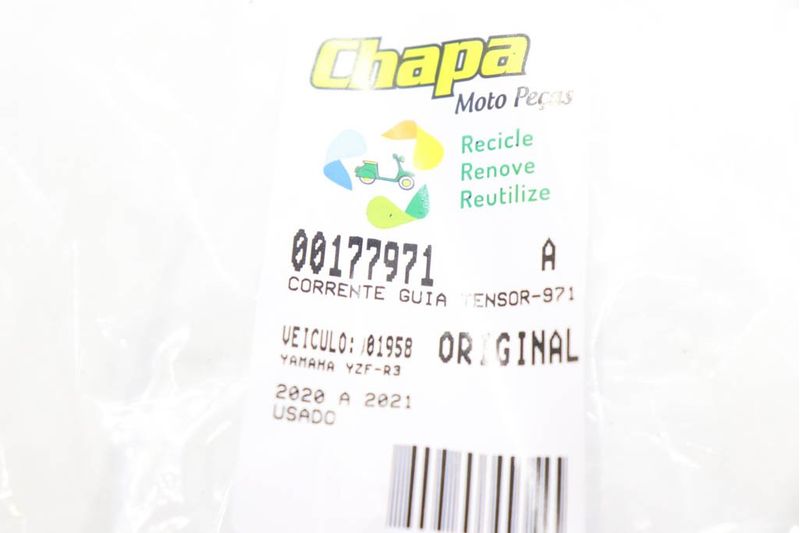 Chapa
Moto Peças
Recicle
Renove
Reutilize
00177971 A
CORRENTE GUIA TENSOR-971
VEICULO: 01958 ORIGINAL
YAMAHA YZF-R3
2020 A 2021
USADO